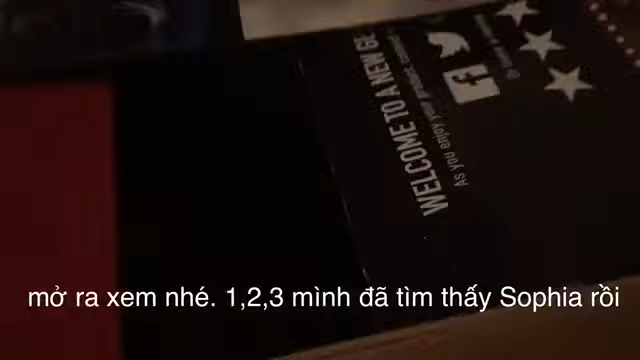 WELCOME TO A NEW GE
As you enjoy your product
mở ra xem nhé. 1,2,3 mình đã tìm thấy Sophia rồi